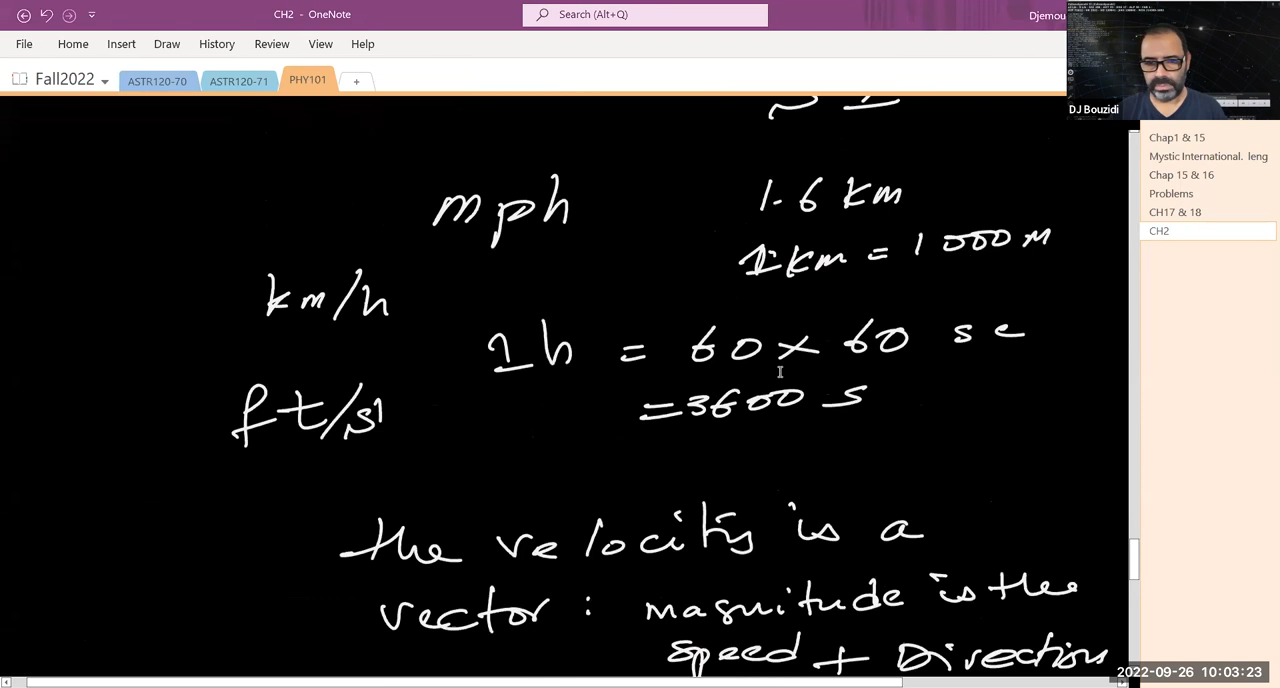 CH2 - OneNote
Search (Alt+Q)
Djemou
File Home Insert Draw History Review View Help
Fall2022
ASTR120-70
ASTR120-71
PHY101
+
DJ Bouzidi
Chap1 & 15
Mystic International. leng
Chap 15 & 16
Problems
CH17 & 18
CH2
mph
1.6 km
1 km = 1000 m
km/h
1h = 60 x 60 se
= 3600 s
ft/s
the velocity is a
vector : magnitude is the
speed + Direction
2022-09-26 10:03:23